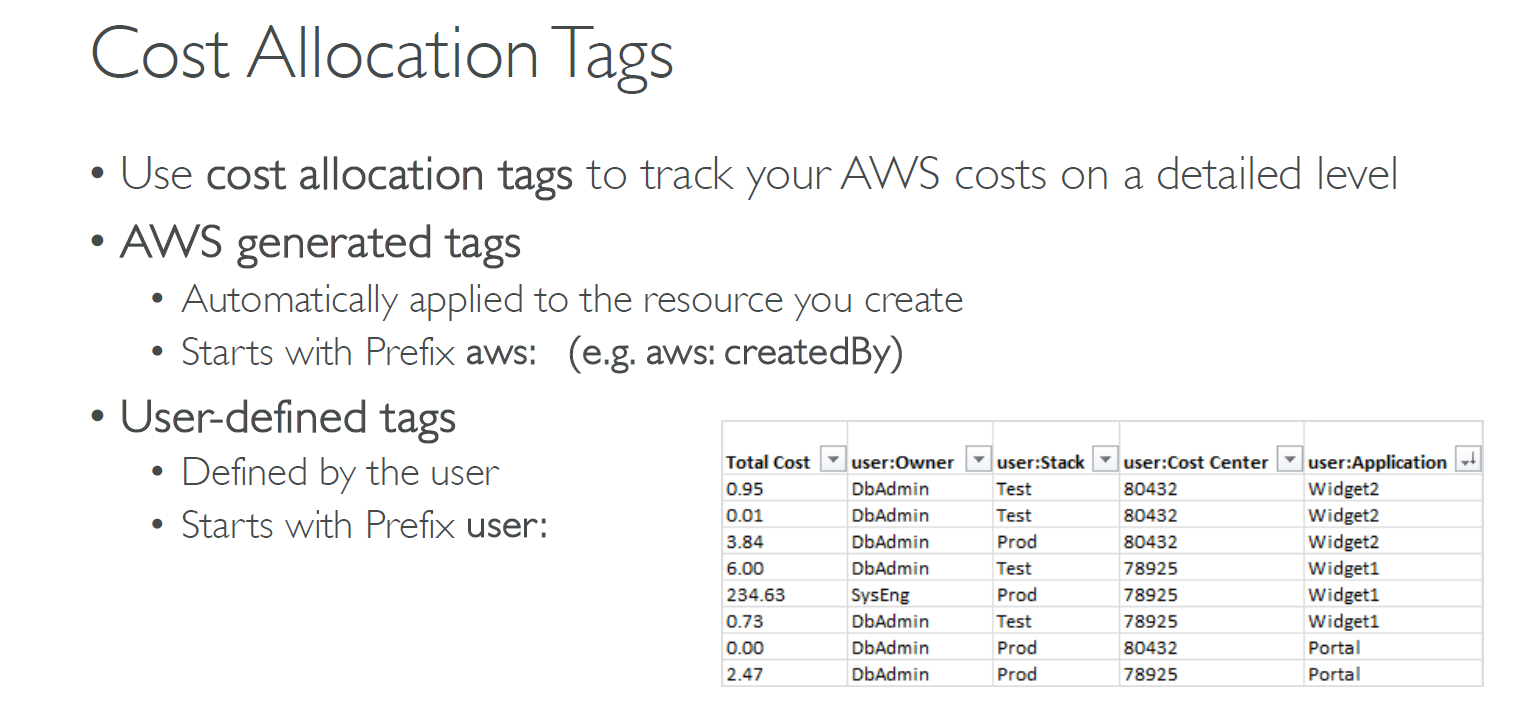 Cost Allocation Tags
• Use cost allocation tags to track your AWS costs on a detailed level
• AWS generated tags
• Automatically applied to the resource you create
• Starts with Prefix aws: (e.g. aws: createdBy)
• User-defined tags
• Defined by the user
• Starts with Prefix user:
Total Cost user:Owner user:Stack user:Cost Center user:Application
0.95 DbAdmin Test 80432 Widget2
0.01 DbAdmin Test 80432 Widget2
3.84 DbAdmin Prod 80432 Widget2
6.00 DbAdmin Test 78925 Widget1
234.63 SysEng Prod 78925 Widget1
0.73 DbAdmin Test 78925 Widget1
0.00 DbAdmin Prod 80432 Portal
2.47 DbAdmin Prod 78925 Portal